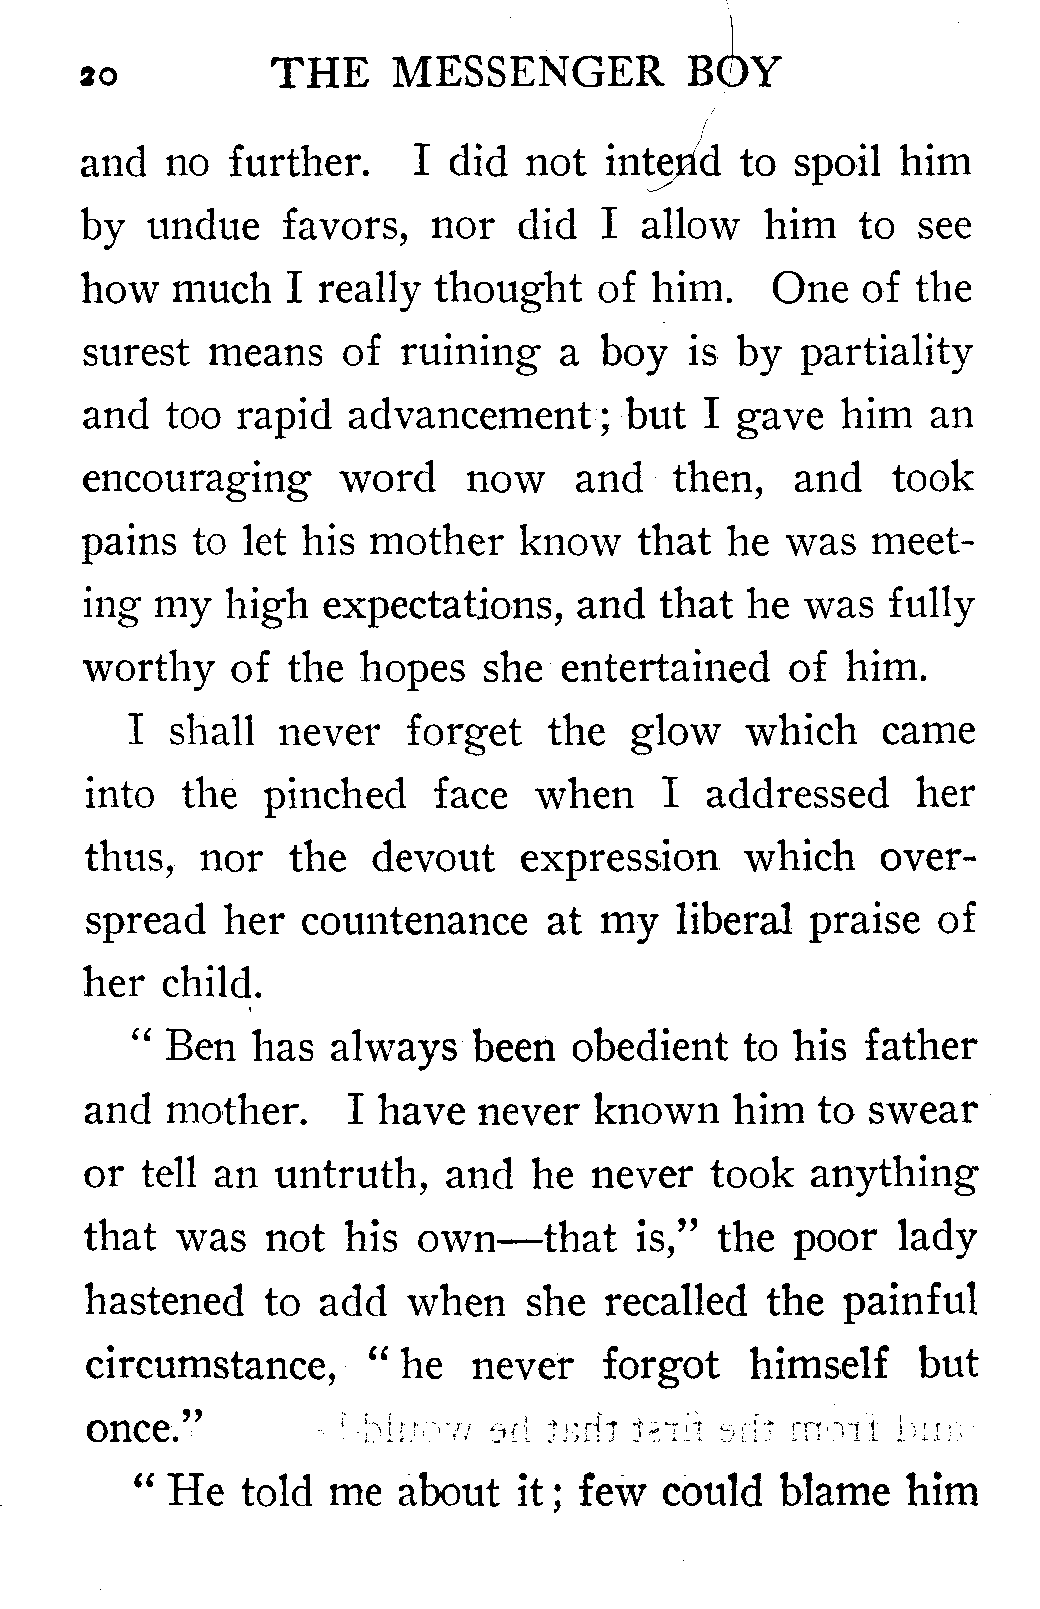 20 THE MESSENGER BOY
and no further. I did not intend to spoil him
by undue favors, nor did I allow him to see
how much I really thought of him. One of the
surest means of ruining a boy is by partiality
and too rapid advancement; but I gave him an
encouraging word now and then, and took
pains to let his mother know that he was meet-
ing my high expectations, and that he was fully
worthy of the hopes she entertained of him.
I shall never forget the glow which came
into the pinched face when I addressed her
thus, nor the devout expression which over-
spread her countenance at my liberal praise of
her child.
“ Ben has always been obedient to his father
and mother. I have never known him to swear
or tell an untruth, and he never took anything
that was not his own—that is,” the poor lady
hastened to add when she recalled the painful
circumstance, “ he never forgot himself but
once.”
“ He told me about it; few could blame him